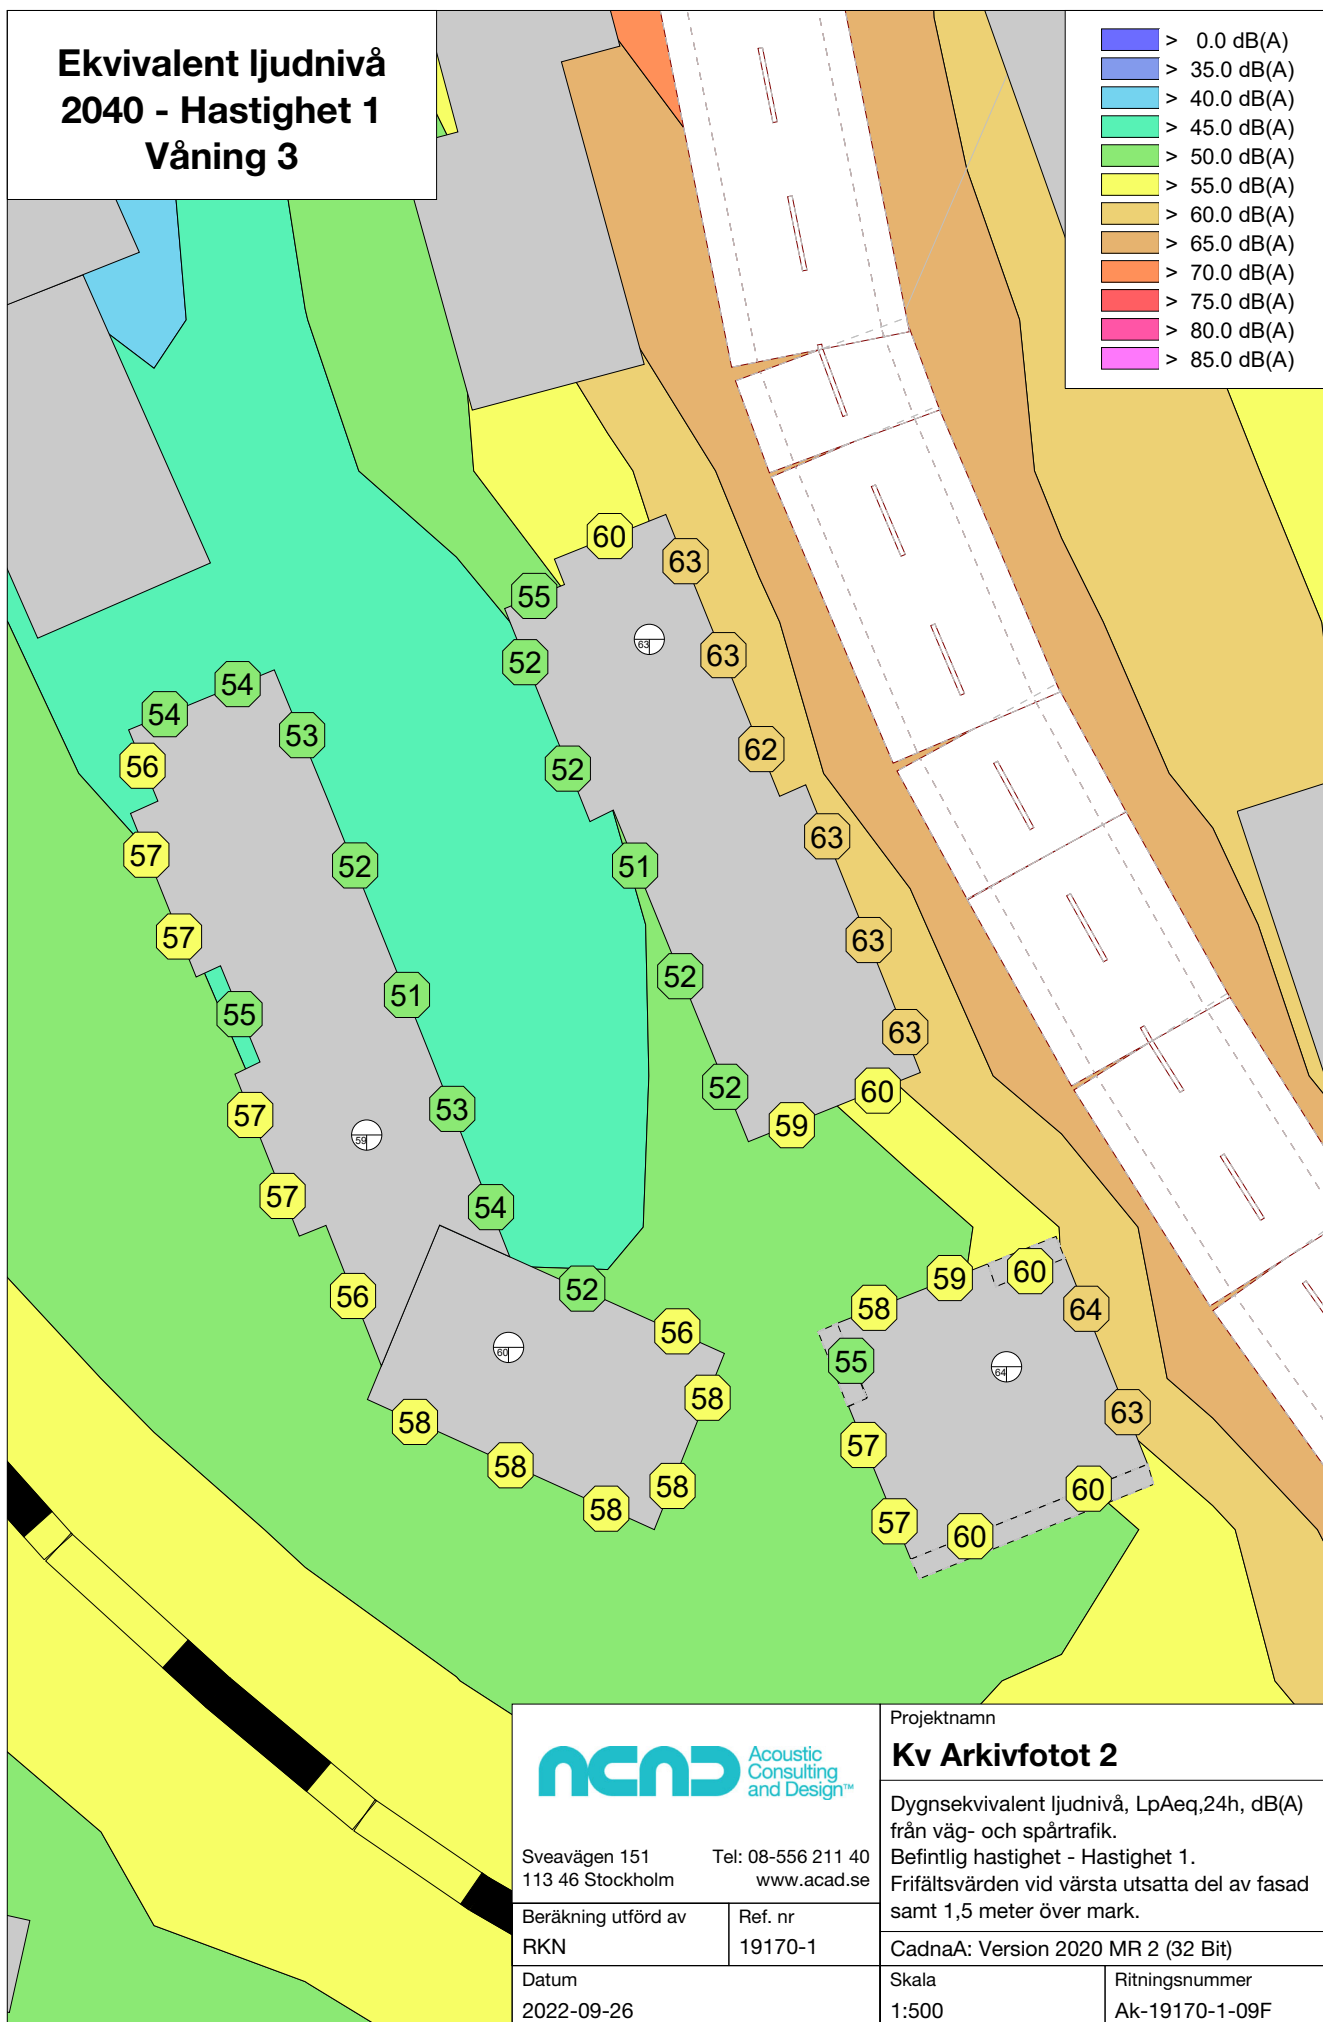 Ekvivalent ljudnivå
2040 - Hastighet 1
Våning 3
> 0.0 dB(A)
> 35.0 dB(A)
> 40.0 dB(A)
> 45.0 dB(A)
> 50.0 dB(A)
> 55.0 dB(A)
> 60.0 dB(A)
> 65.0 dB(A)
> 70.0 dB(A)
> 75.0 dB(A)
> 80.0 dB(A)
> 85.0 dB(A)
60
63
55
63
63
52
54
54
53
62
56
52
63
57
52
51
57
63
52
51
55
63
52
60
53
57
59
59
57
54
60
59
52
56
58
64
56
60
55
64
58
63
58
57
58
58
60
58
57
60
ACAD
Acoustic
Consulting
and Design™
Sveavägen 151 Tel: 08-556 211 40
113 46 Stockholm www.acad.se
Beräkning utförd av
RKN
Ref. nr
19170-1
Datum
2022-09-26
Projektnamn
Kv Arkivfotot 2
Dygnsekvivalent ljudnivå, LpAeq,24h, dB(A)
från väg- och spårtrafik.
Befintlig hastighet - Hastighet 1.
Frifältsvärden vid värsta utsatta del av fasad
samt 1,5 meter över mark.
CadnaA: Version 2020 MR 2 (32 Bit)
Skala
1:500
Ritningsnummer
Ak-19170-1-09F